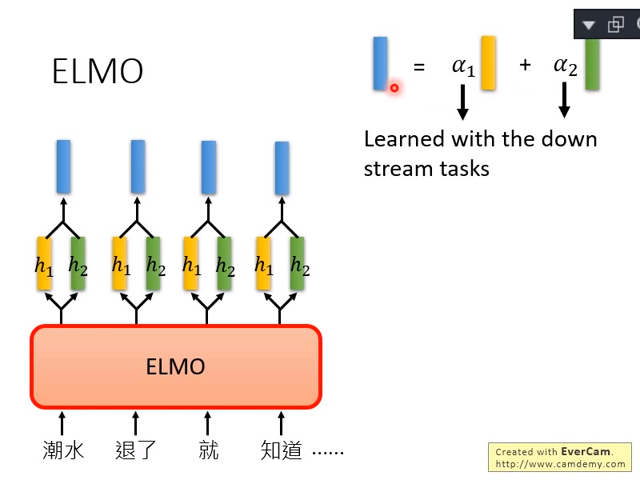 ELMO
= α₁ + α₂
Learned with the down
stream tasks
h₁ h₂ h₁ h₂ h₁ h₂ h₁ h₂
ELMO
潮水 退了 就 知道 ......
Created with EverCam.
http://www.camdemy.com